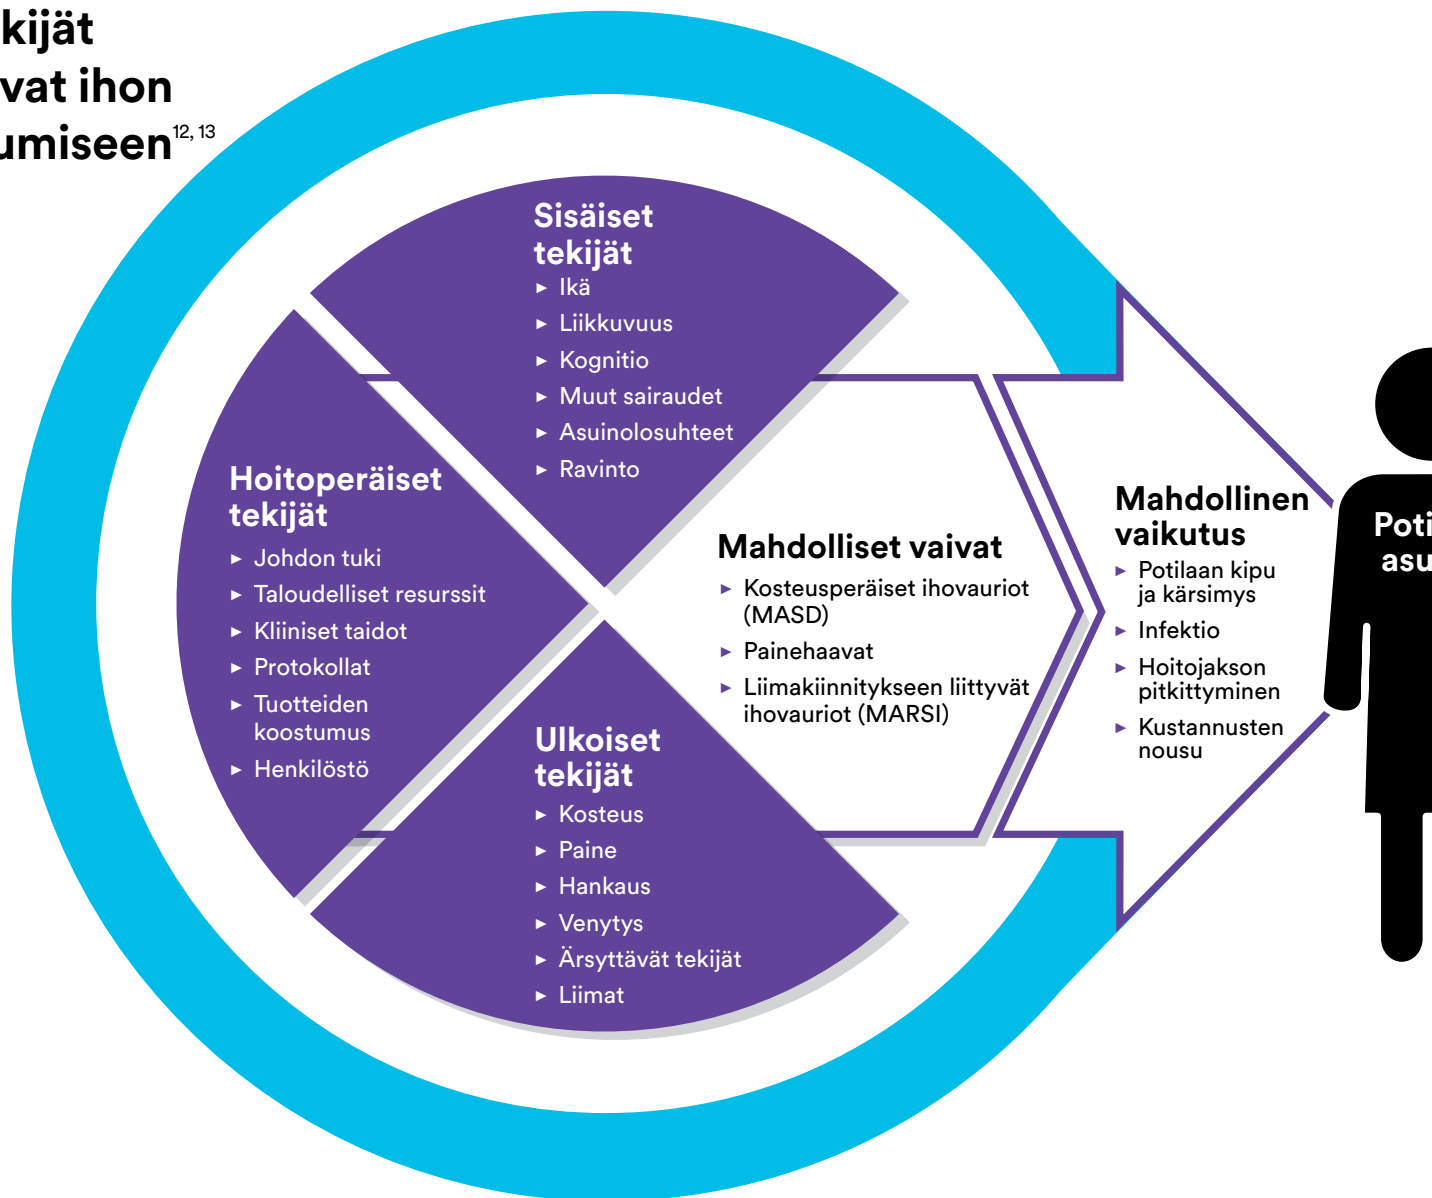 kijät
vat ihon
umiseen12, 13
Sisäiset
tekijät
► Ikä
► Liikkuvuus
► Kognitio
► Muut sairaudet
► Asuinolosuhteet
► Ravinto
Hoitoperäiset
tekijät
► Johdon tuki
► Taloudelliset resurssit
► Kliiniset taidot
► Protokollat
► Tuotteiden
koostumus
► Henkilöstö
Ulkoiset
tekijät
► Kosteus
► Paine
► Hankaus
► Venytys
► Ärsyttävät tekijät
► Liimat
Mahdolliset vaivat
► Kosteusperäiset ihovauriot
(MASD)
► Painehaavat
► Liimakiinnitykseen liittyvät
ihovauriot (MARSI)
Mahdollinen
vaikutus
► Potilaan kipu
ja kärsimys
► Infektio
► Hoitojakson
pitkittyminen
► Kustannusten
nousu
Poti
asu